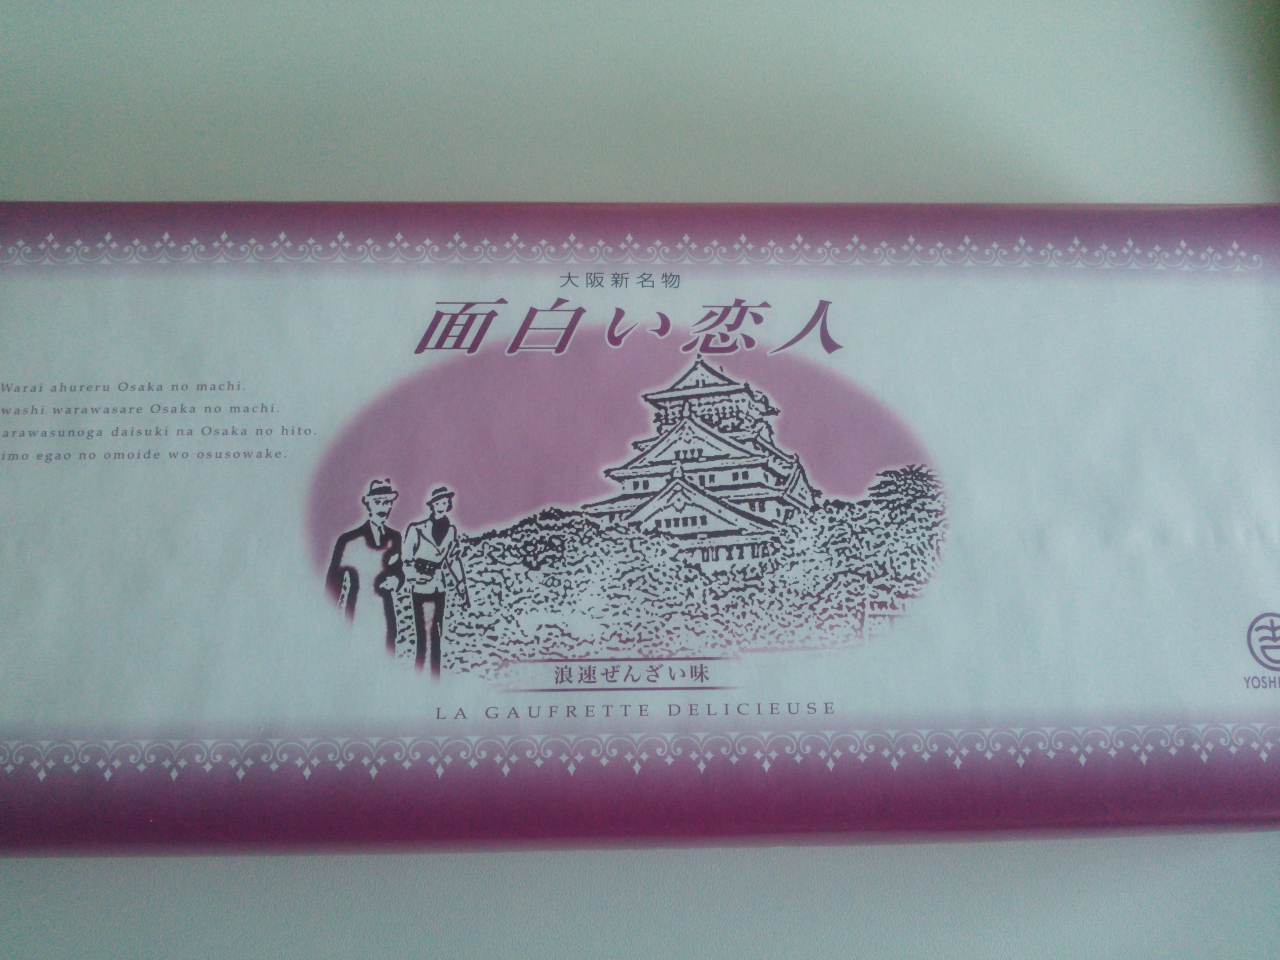 大阪新名物
面白い恋人
Warai ahureru Osaka no machi.
washi warawasare Osaka no machi.
arawasunoga daisuki na Osaka no hito.
imo egao no omoide wo osusowake.
浪速ぜんざい味
LA GAUFRETTE DELICIEUSE
吉
YOSHI